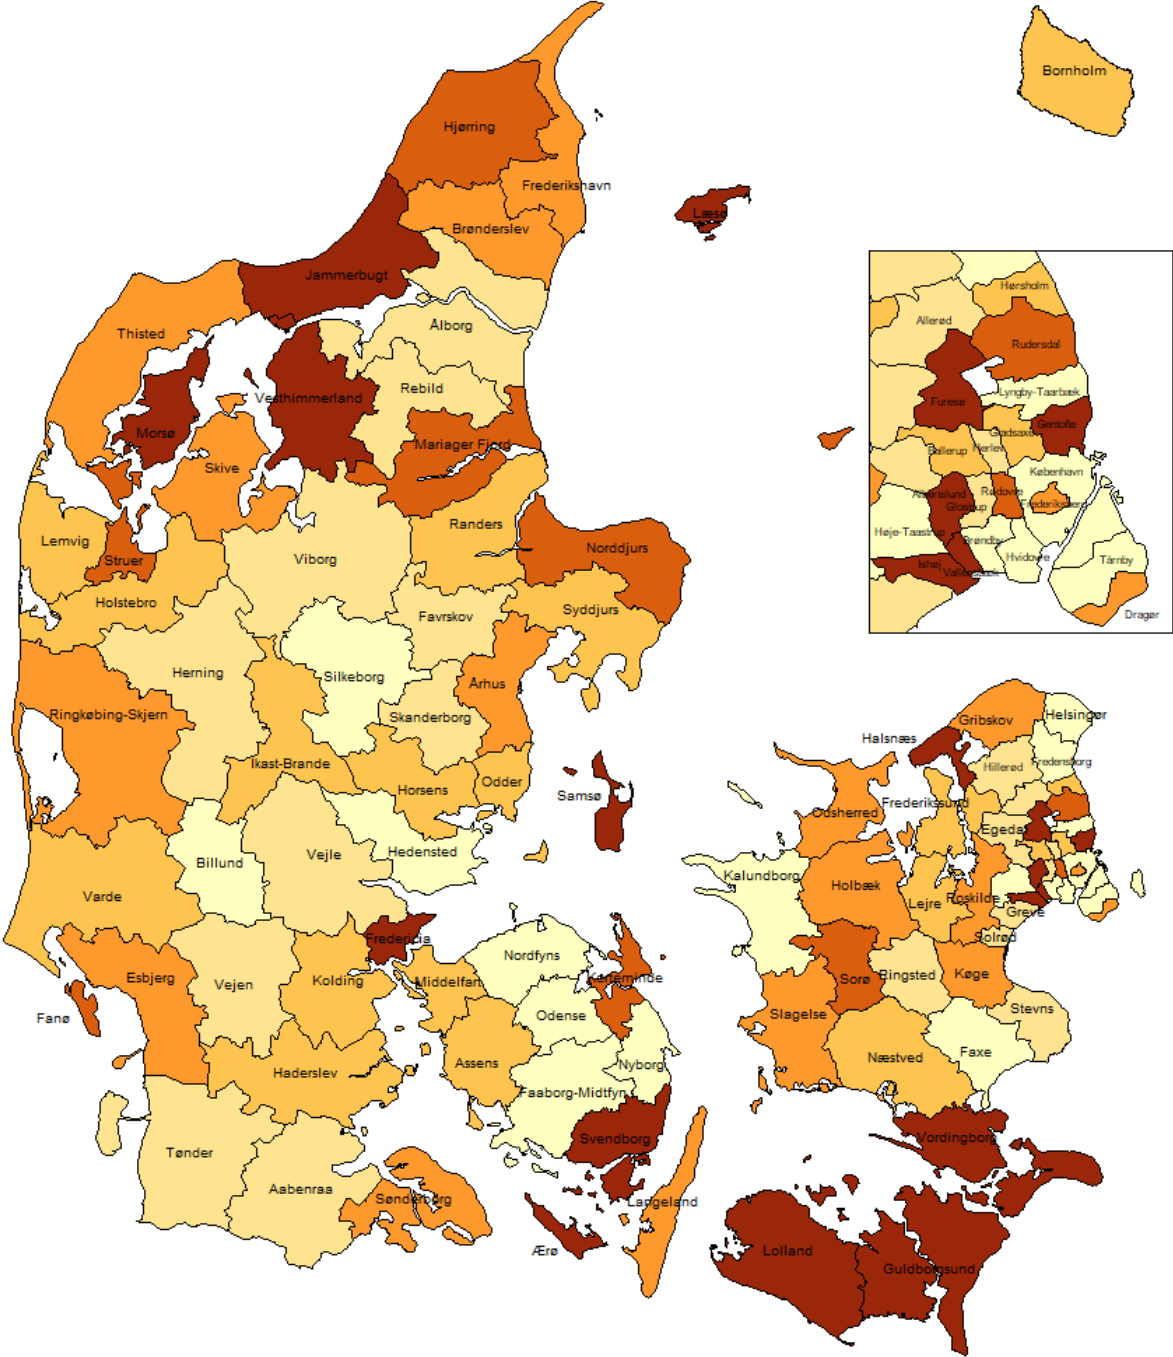 Bornholm
Hjørring
Frederikshavn
Læsø
Brønderslev
Jammerbugt
Hørsholm
Ålborg
Allerød
Thisted
Rudersdal
Rebild
Lyngby-Taarbæk
Vesthimmerland
Furesø
Gentofte
Morsø
Gladsaxe
Mariager Fjord
Ballerup
Herlev
Skive
København
Albertslund
Rødovre
Glostrup
Frederiksberg
Randers
Høje-Taastrup
Lemvig
Brøndby
Norddjurs
Hvidovre
Tårnby
Struer
Viborg
Ishøj
Vallensbæk
Holstebro
Syddjurs
Favrskov
Dragør
Herning
Silkeborg
Århus
Ringkøbing-Skjern
Skanderborg
Helsingør
Gribskov
Halsnæs
Ikast-Brande
Fredensborg
Hillerød
Odder
Horsens
Samsø
Frederikssund
Odsherred
Egedal
Hedensted
Vejle
Billund
Kalundborg
Holbæk
Varde
Roskilde
Lejre
Greve
Fredericia
Solrød
Nordfyns
Esbjerg
Kerteminde
Ringsted
Køge
Kolding
Middelfart
Sorø
Vejen
Stevns
Fanø
Odense
Slagelse
Faxe
Næstved
Assens
Nyborg
Haderslev
Faaborg-Midtfyn
Svendborg
Vordingborg
Tønder
Aabenraa
Sønderborg
Langeland
Ærø
Lolland
Guldborgsund